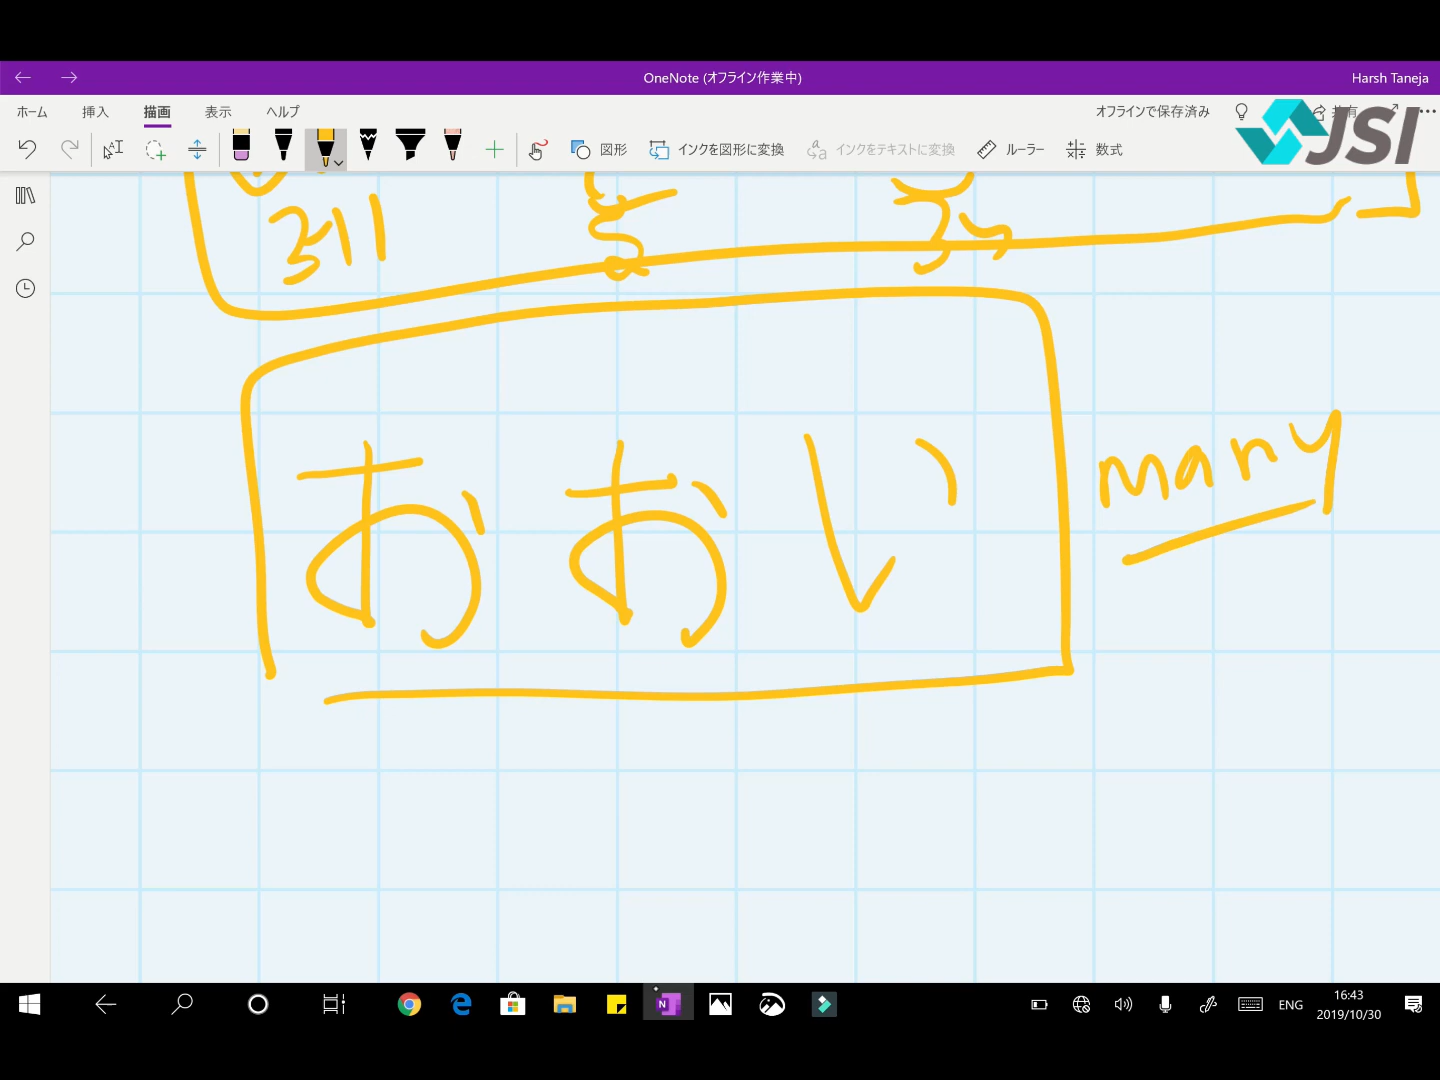 OneNote (オフライン作業中)
Harsh Taneja
ホーム 挿入 描画 表示 ヘルプ
オフラインで保存済み
共有
JSI
図形 インクを図形に変換 インクをテキストに変換 ルーラー 数式
おおい
many
ENG
16:43
2019/10/30